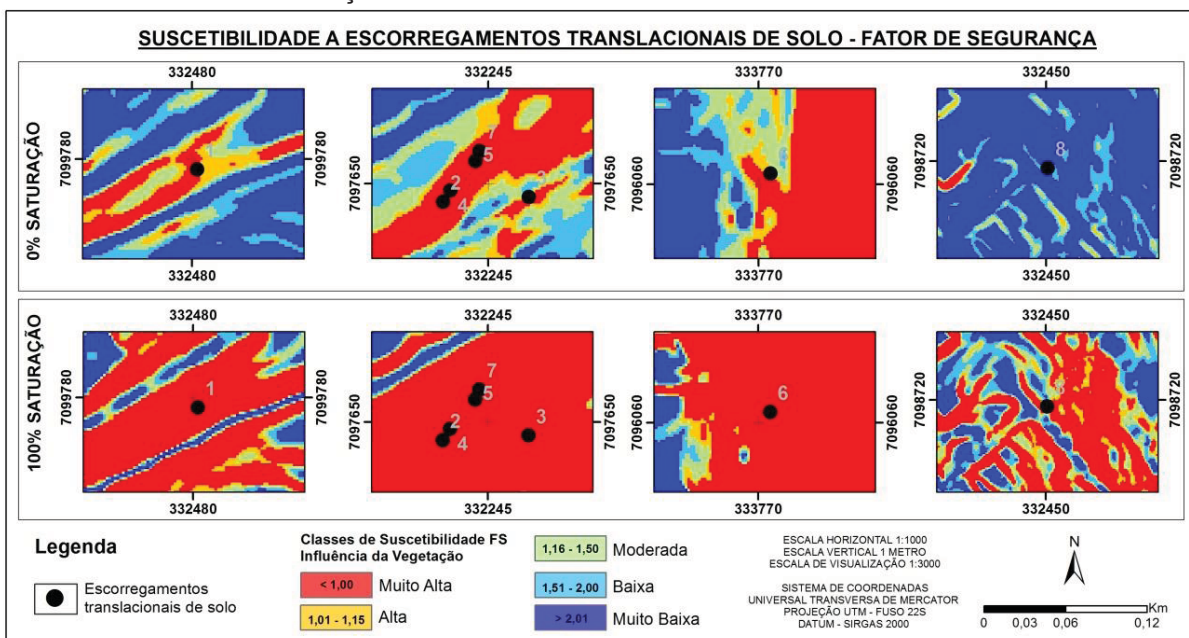 SUSCETIBILIDADE A ESCORREGAMENTOS TRANSLACIONAIS DE SOLO - FATOR DE SEGURANÇA
0% SATURAÇÃO
332480
7099780
1
7099780
332480
332245
7097650
7
5
2
4
3
7097650
332245
333770
7096060
7096060
333770
332450
8
7098720
332450
100% SATURAÇÃO
332480
7099780
1
7099780
332480
332245
7097650
7
5
2
4
3
7097650
332245
333770
7096060
6
7096060
333770
332450
8
7098720
332450
Legenda
Escorregamentos
translacionais de solo
Classes de Suscetibilidade FS
Influência da Vegetação
< 1,00 Muito Alta
1,01 - 1,15 Alta
1,16 - 1,50 Moderada
1,51 - 2,00 Baixa
> 2,01 Muito Baixa
ESCALA HORIZONTAL 1:1000
ESCALA VERTICAL 1 METRO
ESCALA DE VISUALIZAÇÃO 1:3000
SISTEMA DE COORDENADAS
UNIVERSAL TRANSVERSA DE MERCATOR
PROJEÇÃO UTM - FUSO 22S
DATUM - SIRGAS 2000
N
Km
0 0,03 0,06 0,12